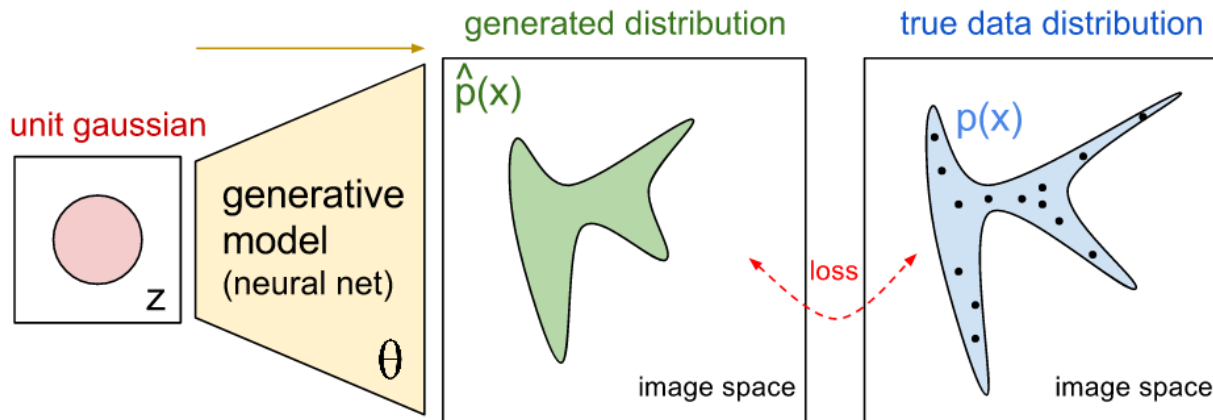 generated distribution
true data distribution
unit gaussian
z
generative
model
(neural net)
θ
p̂(x)
image space
loss
p(x)
image space